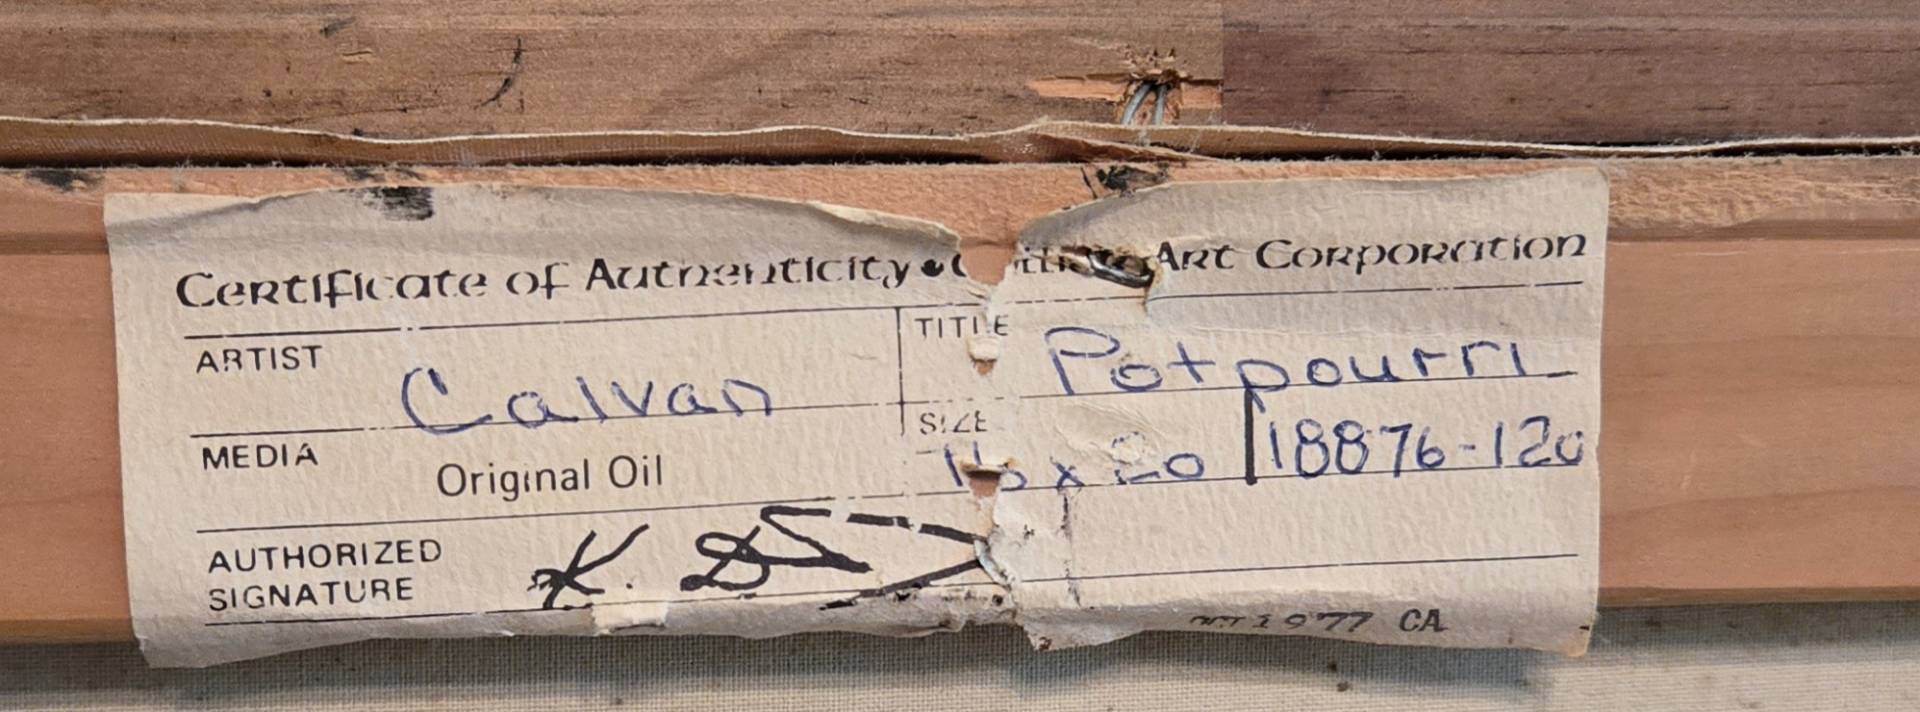 Certificate of Authenticity • Art Corporation
ARTIST Calvan TITLE Potpourri
MEDIA Original Oil SIZE 16 x 20 18876-120
AUTHORIZED K.
SIGNATURE
1977 CA